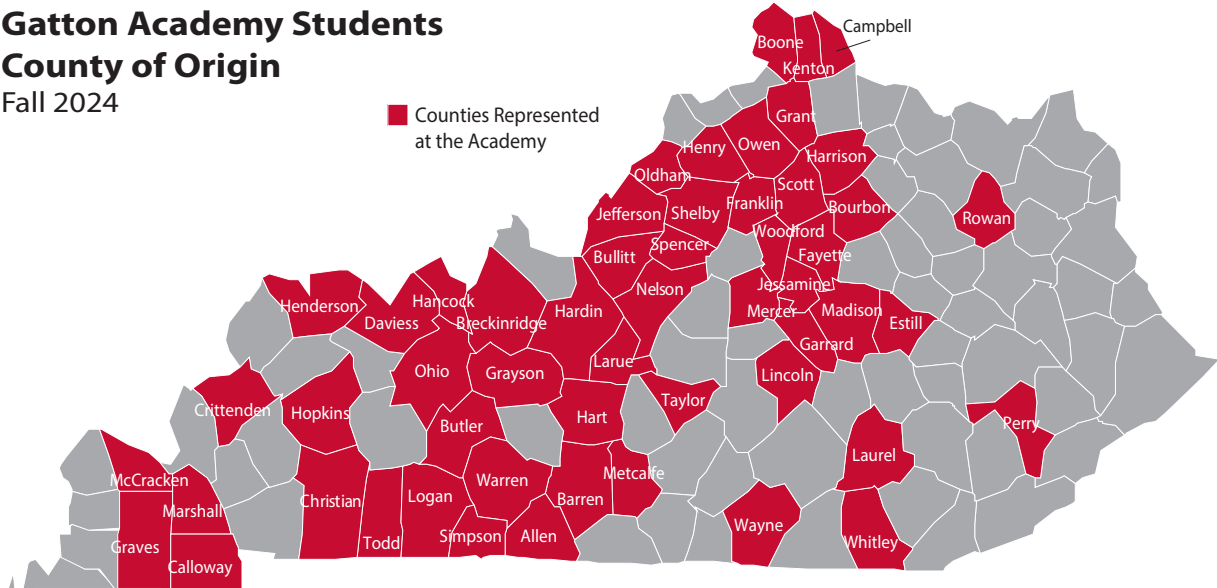 Gatton Academy Students
County of Origin
Fall 2024
Counties Represented
at the Academy
Campbell
Boone
Kenton
Grant
Henry
Owen
Harrison
Oldham
Scott
Jefferson
Shelby
Franklin
Bourbon
Rowan
Woodford
Spencer
Bullitt
Fayette
Nelson
Jessamine
Henderson
Hancock
Hardin
Mercer
Madison
Daviess
Breckinridge
Estill
Garrard
Larue
Ohio
Grayson
Lincoln
Taylor
Crittenden
Hopkins
Hart
Butler
Perry
Laurel
McCracken
Warren
Metcalfe
Christian
Logan
Barren
Marshall
Wayne
Simpson
Allen
Todd
Whitley
Graves
Calloway